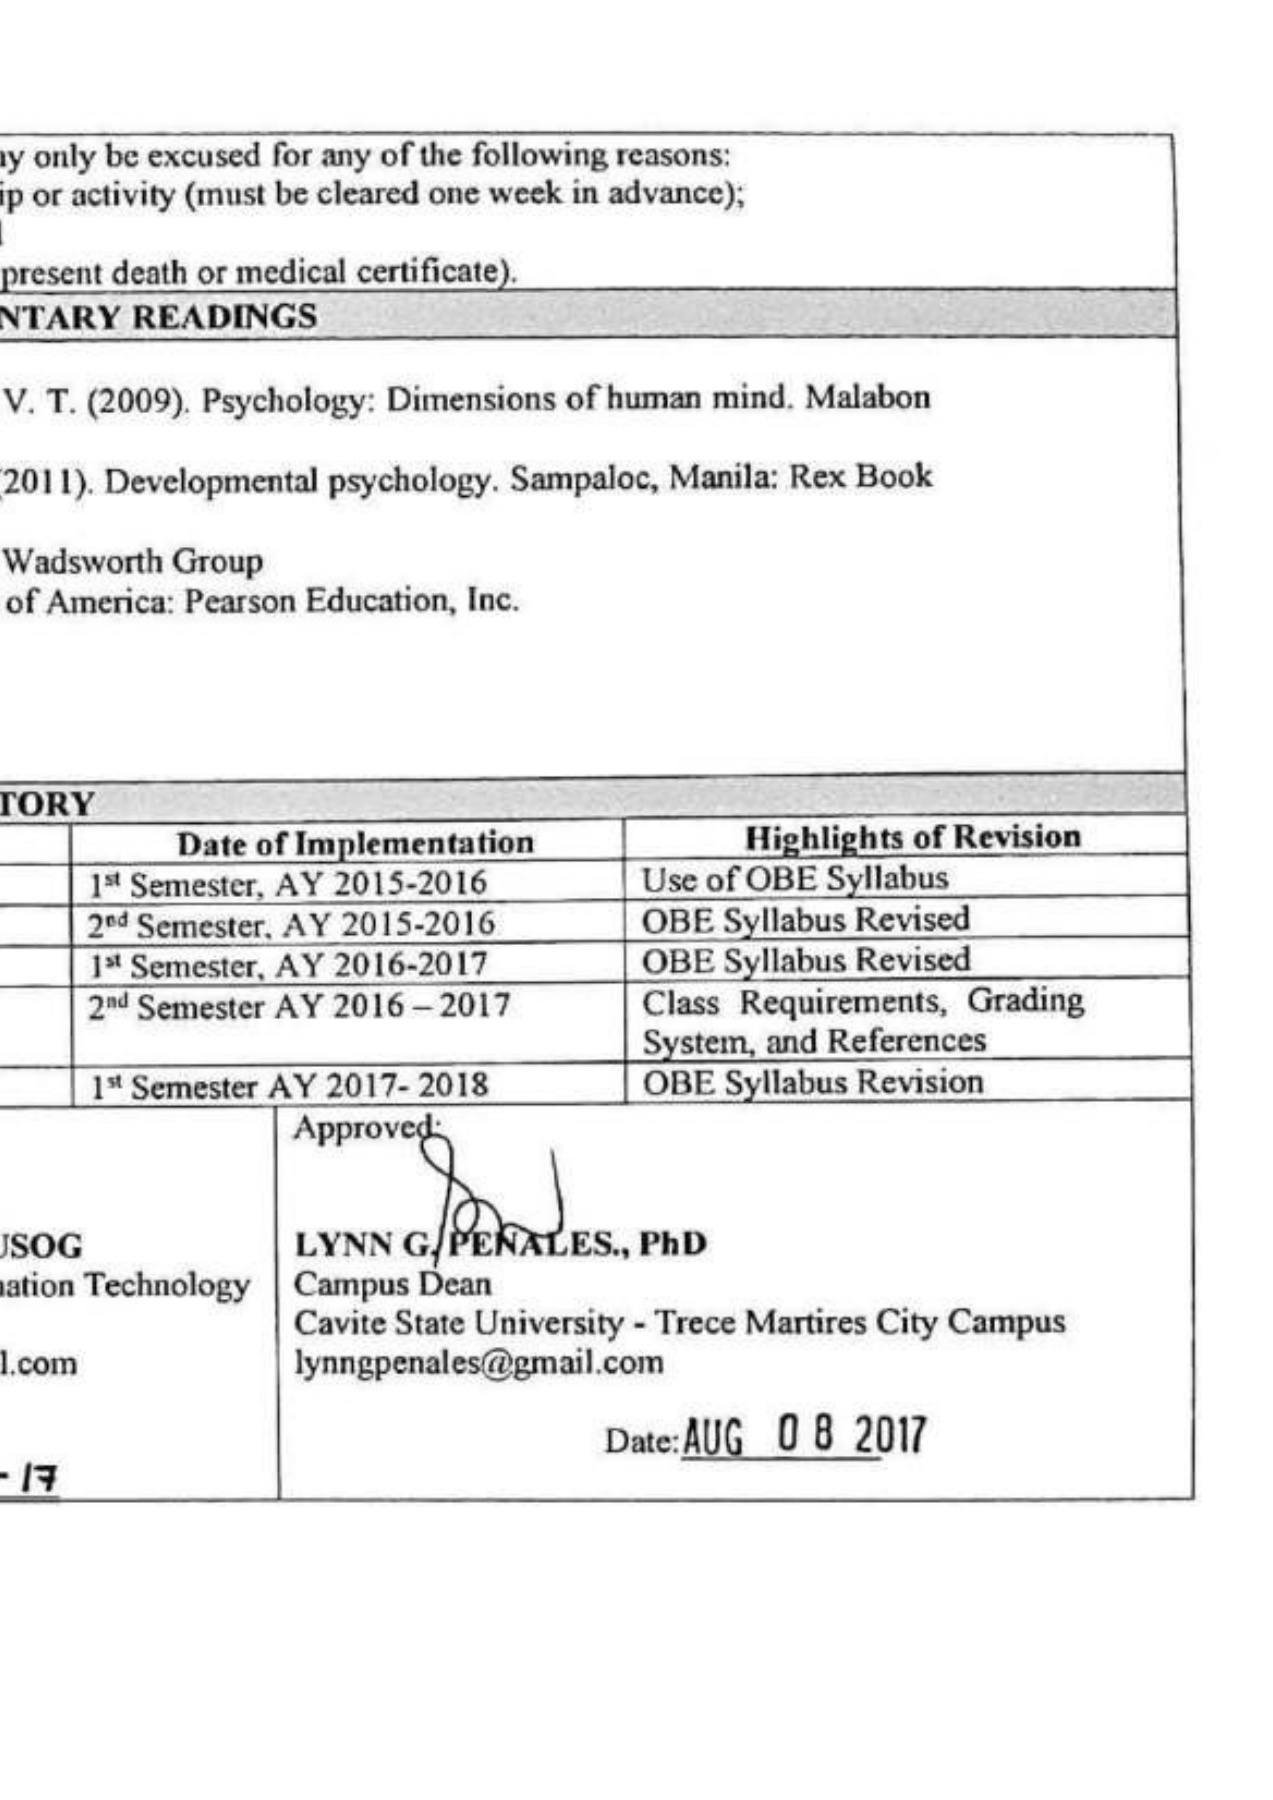 ay only be excused for any of the following reasons:
ip or activity (must be cleared one week in advance);
present death or medical certificate).
NTARY READINGS
V. T. (2009). Psychology: Dimensions of human mind. Malabon
(2011). Developmental psychology. Sampaloc, Manila: Rex Book
Wadsworth Group
of America: Pearson Education, Inc.
TORY
Date of Implementation Highlights of Revision
1st Semester, AY 2015-2016 Use of OBE Syllabus
2nd Semester, AY 2015-2016 OBE Syllabus Revised
1st Semester, AY 2016-2017 OBE Syllabus Revised
2nd Semester AY 2016 – 2017 Class Requirements, Grading
System, and References
1st Semester AY 2017- 2018 OBE Syllabus Revision
Approved:
USOG
LYNN G. PENALES., PhD
nation Technology
Campus Dean
Cavite State University - Trece Martires City Campus
l.com
lynngpenales@gmail.com
Date: AUG 08 2017
- 17